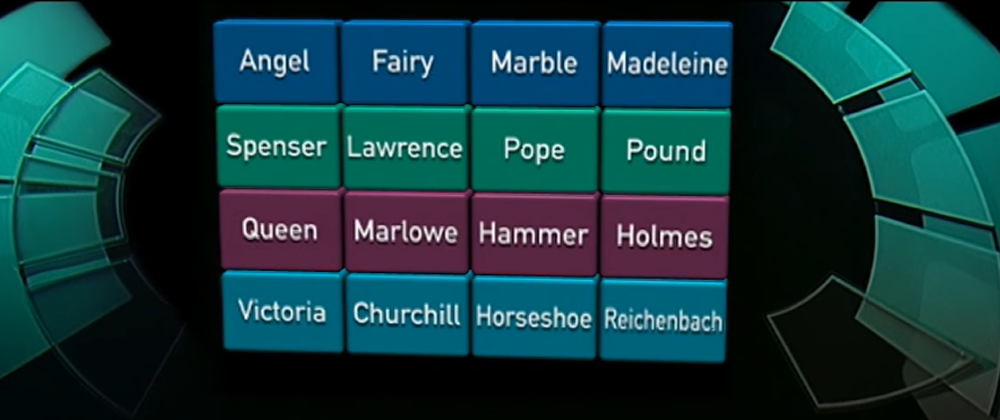 Angel Fairy Marble Madeleine
Spenser Lawrence Pope Pound
Queen Marlowe Hammer Holmes
Victoria Churchill Horseshoe Reichenbach